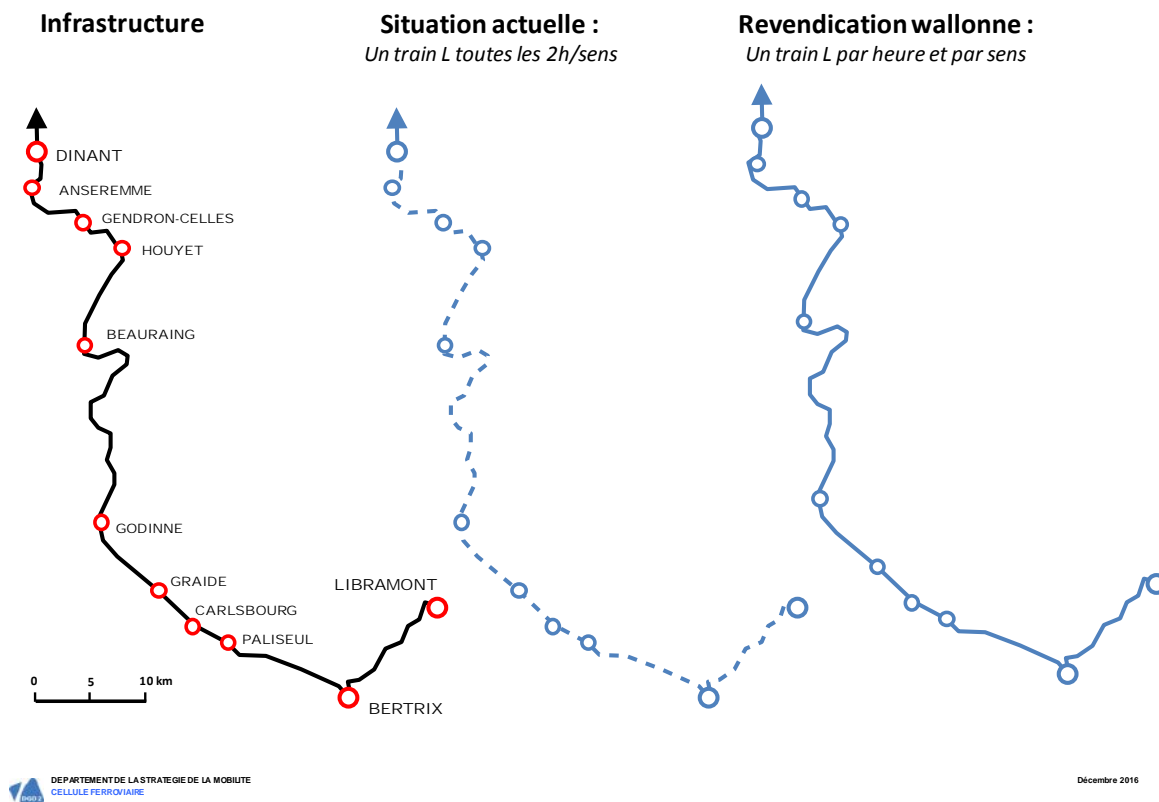 Infrastructure
Situation actuelle :
Un train L toutes les 2h/sens
Revendication wallonne :
Un train L par heure et par sens
DINANT
ANSEREMME
GENDRON-CELLES
HOUYET
BEAURAING
GODINNE
GRAIDE
LIBRAMONT
CARLSBOURG
PALISEUL
BERTRIX
0 5 10 km
DEPARTEMENT DE LA STRATEGIE DE LA MOBILITE
CELLULE FERROVIAIRE
DGO 2
Décembre 2016